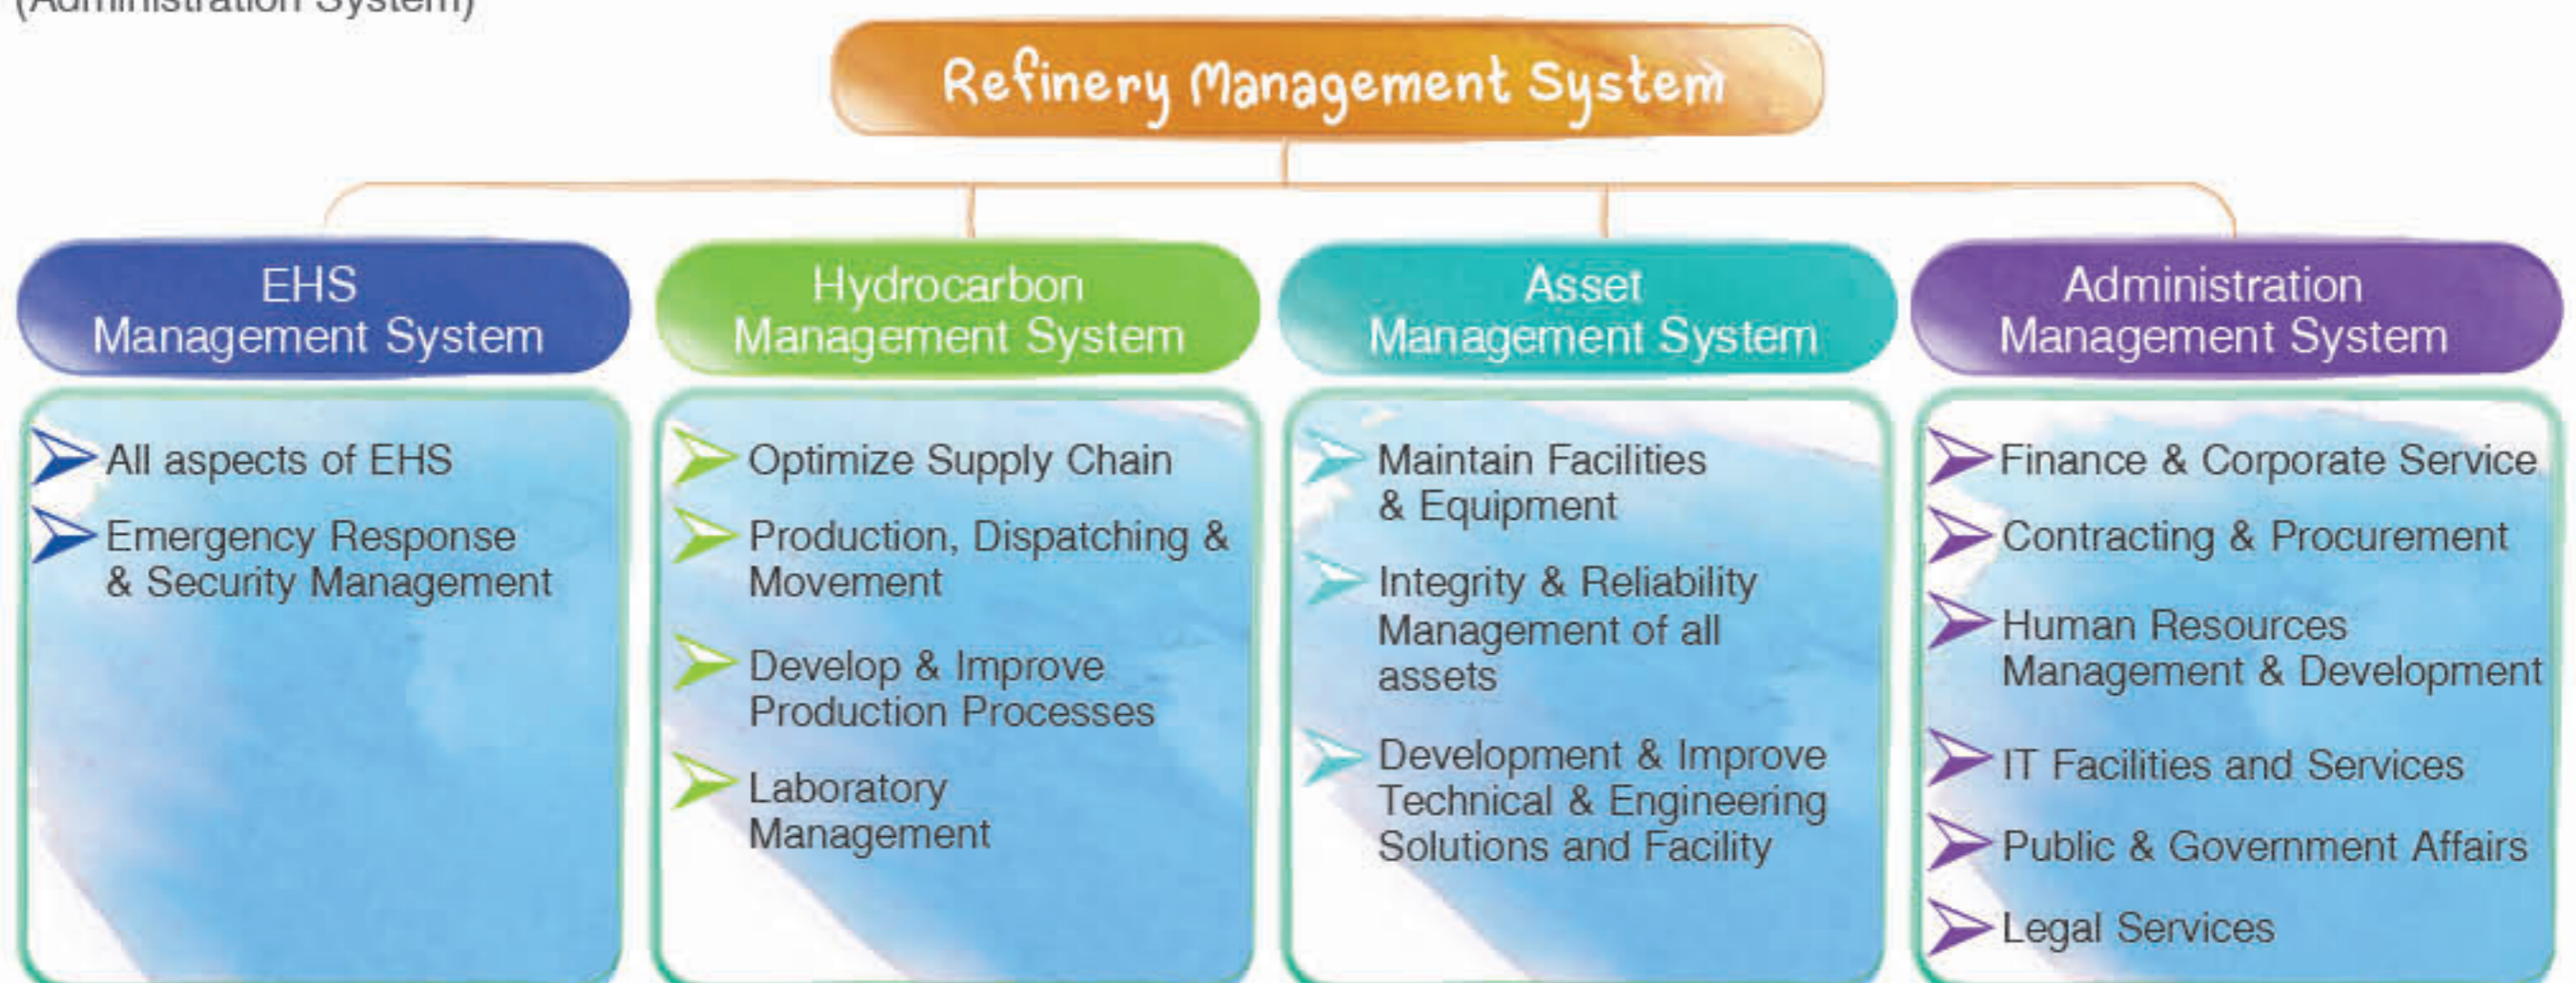 (Administration System)
Refinery Management System
EHS
Management System
All aspects of EHS
Emergency Response
& Security Management
Hydrocarbon
Management System
Optimize Supply Chain
Production, Dispatching &
Movement
Develop & Improve
Production Processes
Laboratory
Management
Asset
Management System
Maintain Facilities
& Equipment
Integrity & Reliability
Management of all
assets
Development & Improve
Technical & Engineering
Solutions and Facility
Administration
Management System
Finance & Corporate Service
Contracting & Procurement
Human Resources
Management & Development
IT Facilities and Services
Public & Government Affairs
Legal Services